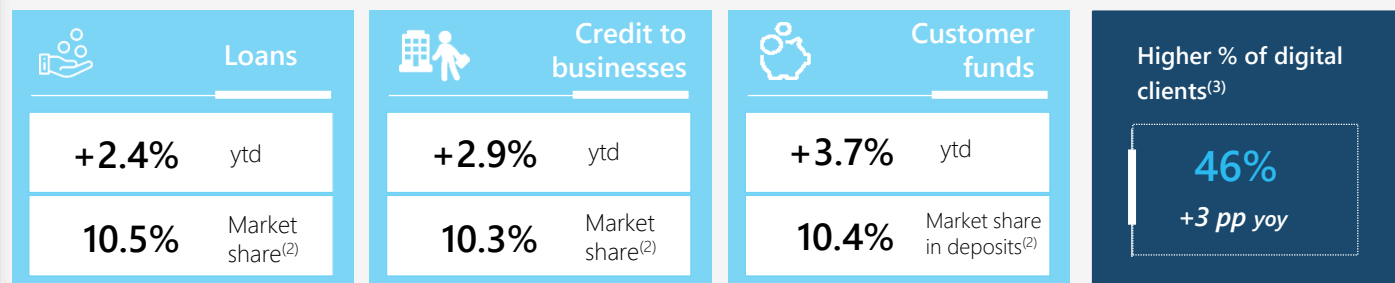 Loans
+2.4% ytd
10.5% Market
share(2)
Credit to
businesses
+2.9% ytd
10.3% Market
share(2)
Customer
funds
+3.7% ytd
10.4% Market share
in deposits(2)
Higher % of digital
clients(3)
46%
+3 pp yoy